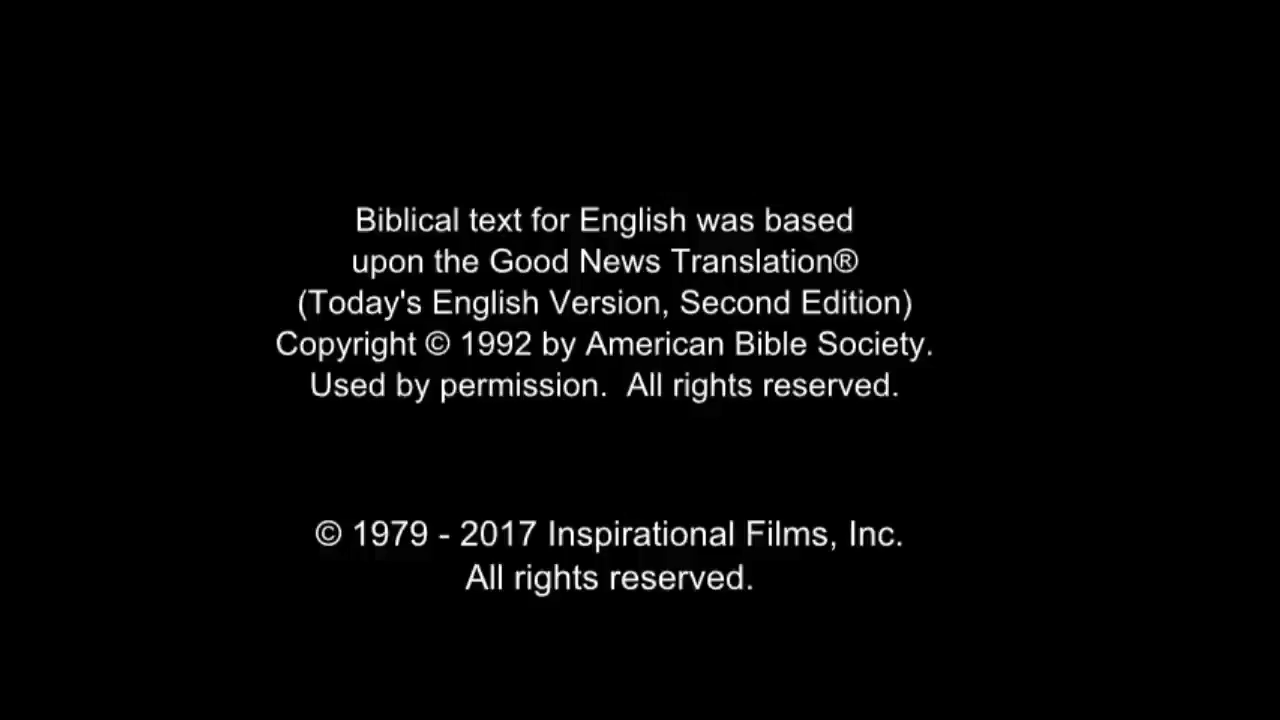 Biblical text for English was based
upon the Good News Translation®
(Today's English Version, Second Edition)
Copyright © 1992 by American Bible Society.
Used by permission.  All rights reserved.
© 1979 - 2017 Inspirational Films, Inc.
All rights reserved.